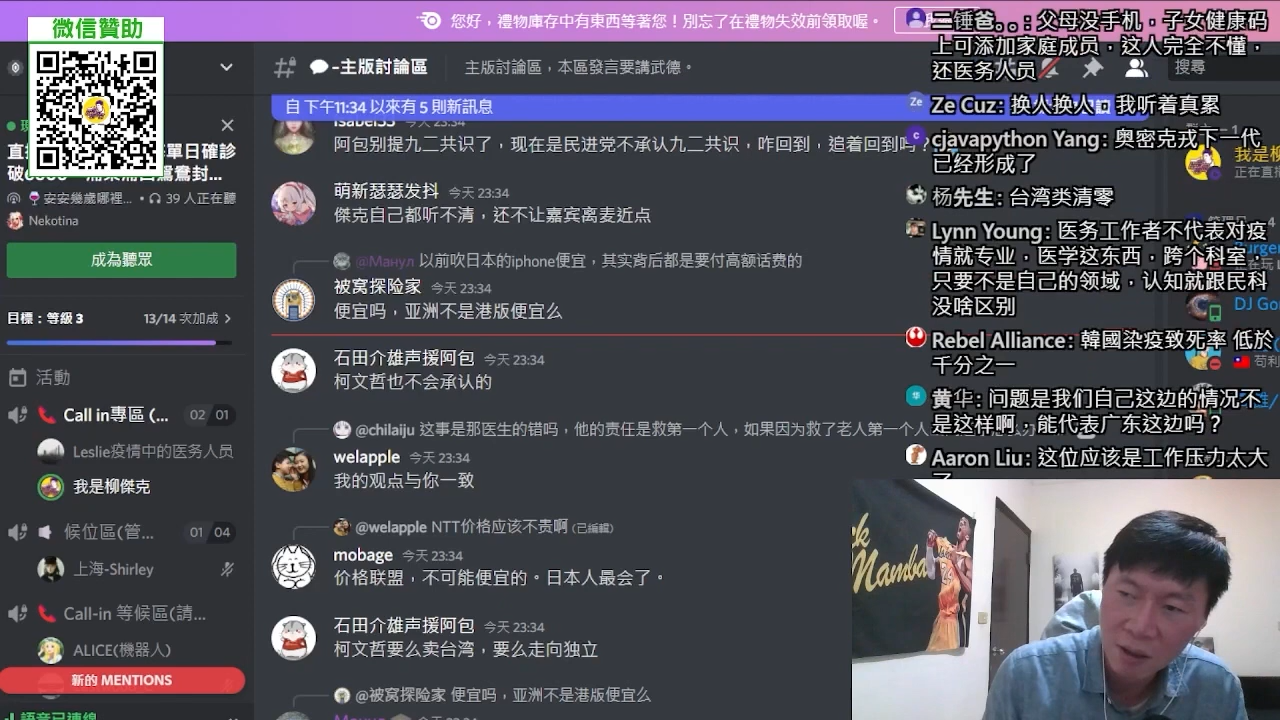 微信贊助
您好，禮物庫存中有東西等著您！別忘了在禮物失效前領取喔。
-主版討論區
主版討論區，本區發言要講武德。
搜尋
自 下午11:34 以來有 5 則新訊息
單日確診
安安幾歲哪裡...
39 人正在聽
Nekotina
成為聽眾
目標：等級 3
13/14 次加成
活動
Call in專區 (...
02 01
Leslie疫情中的医务人员
我是柳傑克
候位區(管...
01 04
上海-Shirley
Call-in 等候區(請...
ALICE(機器人)
新的 MENTIONS
語音已連線
阿包别提九二共识了，现在是民进党不承认九二共识，咋回到，追着回到吗？
萌新瑟瑟发抖 今天 23:34
傑克自己都听不清，还不让嘉宾离麦近点
@Манул 以前吹日本的iphone便宜，其实背后都是要付高额话费的
被窝探险家 今天 23:34
便宜吗，亚洲不是港版便宜么
石田介雄声援阿包 今天 23:34
柯文哲也不会承认的
@chilaiju 这事是那医生的错吗，他的责任是救第一个人，如果因为救了老人第一个人
welapple 今天 23:34
我的观点与你一致
@welapple NTT价格应该不贵啊 (已編輯)
mobage 今天 23:34
价格联盟，不可能便宜的。日本人最会了。
石田介雄声援阿包 今天 23:34
柯文哲要么卖台湾，要么走向独立
@被窝探险家 便宜吗，亚洲不是港版便宜么
三锤爸。。: 父母没手机，子女健康码
上可添加家庭成员，这人完全不懂，
还医务人员
Ze Cuz: 换人换人，我听着真累
cjavapython Yang: 奥密克戎下一代
已经形成了
杨先生: 台湾类清零
Lynn Young: 医务工作者不代表对疫
情就专业，医学这东西，跨个科室，
只要不是自己的领域，认知就跟民科
没啥区别
Rebel Alliance: 韓國染疫致死率 低於
千分之一
黄华: 问题是我们自己这边的情况不
是这样啊，能代表广东这边吗？
Aaron Liu: 这位应该是工作压力太大
了
Mamba